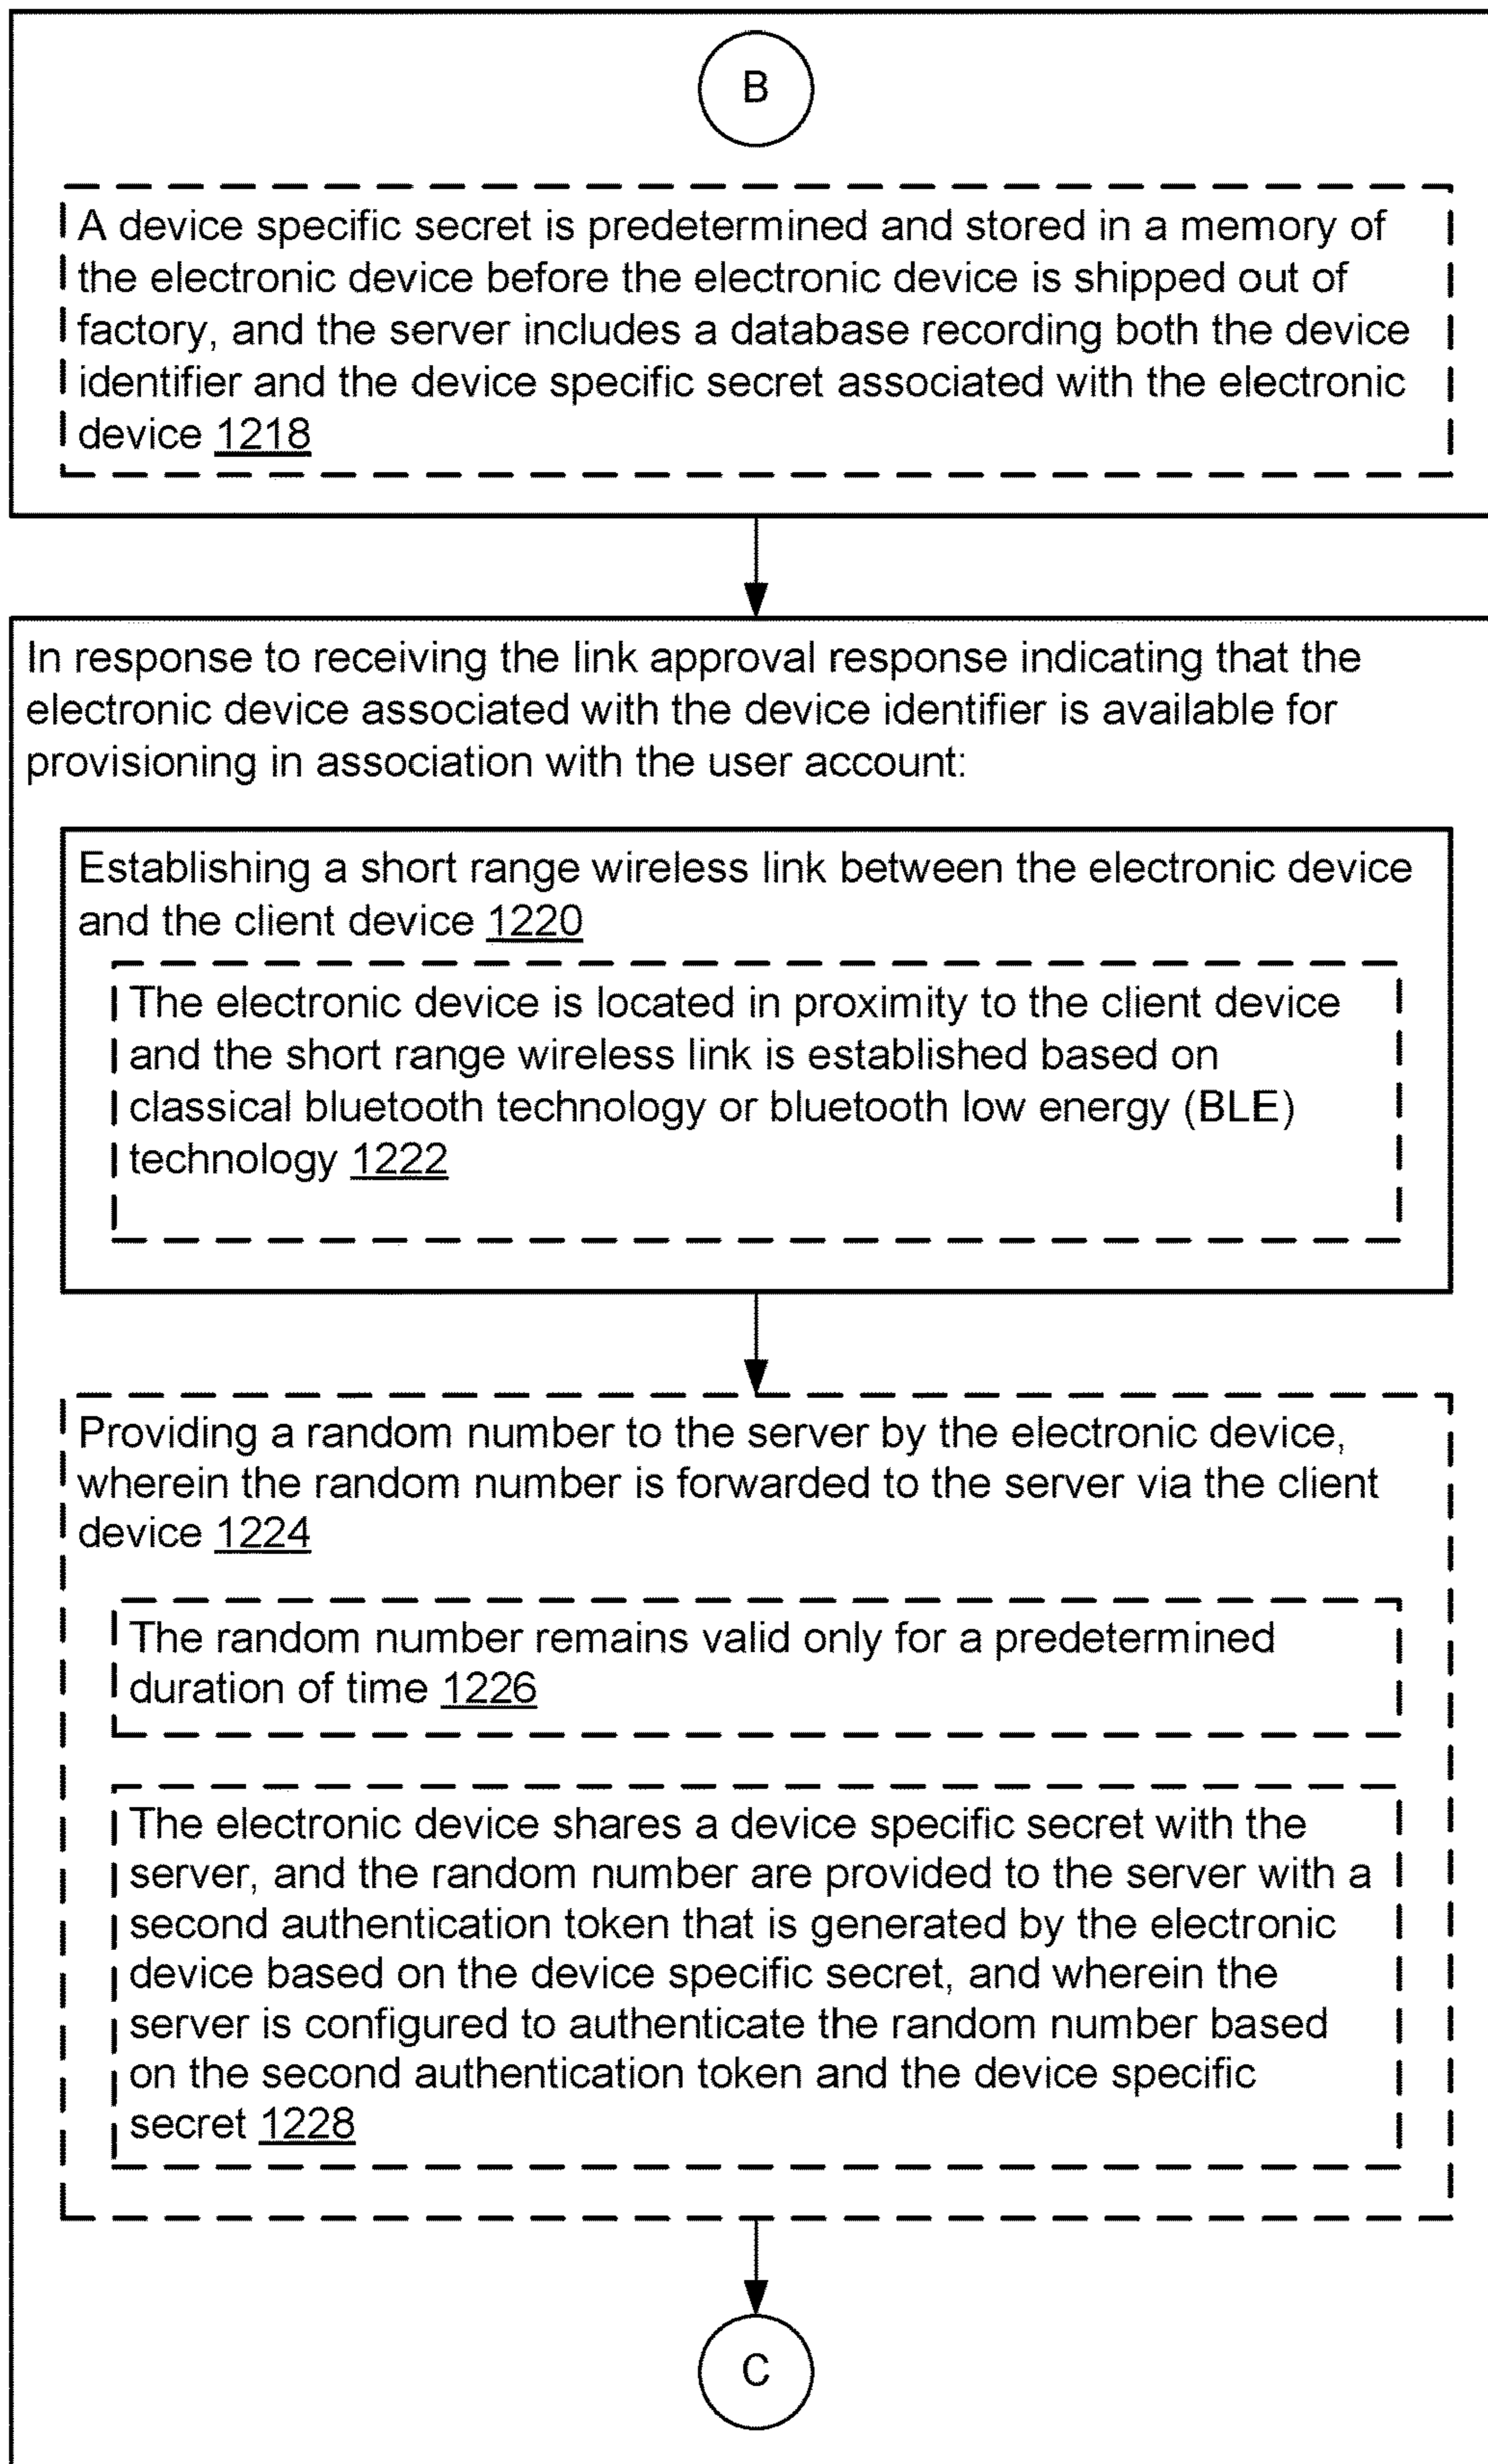 B
A device specific secret is predetermined and stored in a memory of
the electronic device before the electronic device is shipped out of
factory, and the server includes a database recording both the device
identifier and the device specific secret associated with the electronic
device 1218
In response to receiving the link approval response indicating that the
electronic device associated with the device identifier is available for
provisioning in association with the user account:
Establishing a short range wireless link between the electronic device
and the client device 1220
The electronic device is located in proximity to the client device
and the short range wireless link is established based on
classical bluetooth technology or bluetooth low energy (BLE)
technology 1222
Providing a random number to the server by the electronic device,
wherein the random number is forwarded to the server via the client
device 1224
The random number remains valid only for a predetermined
duration of time 1226
The electronic device shares a device specific secret with the
server, and the random number are provided to the server with a
second authentication token that is generated by the electronic
device based on the device specific secret, and wherein the
server is configured to authenticate the random number based
on the second authentication token and the device specific
secret 1228
C